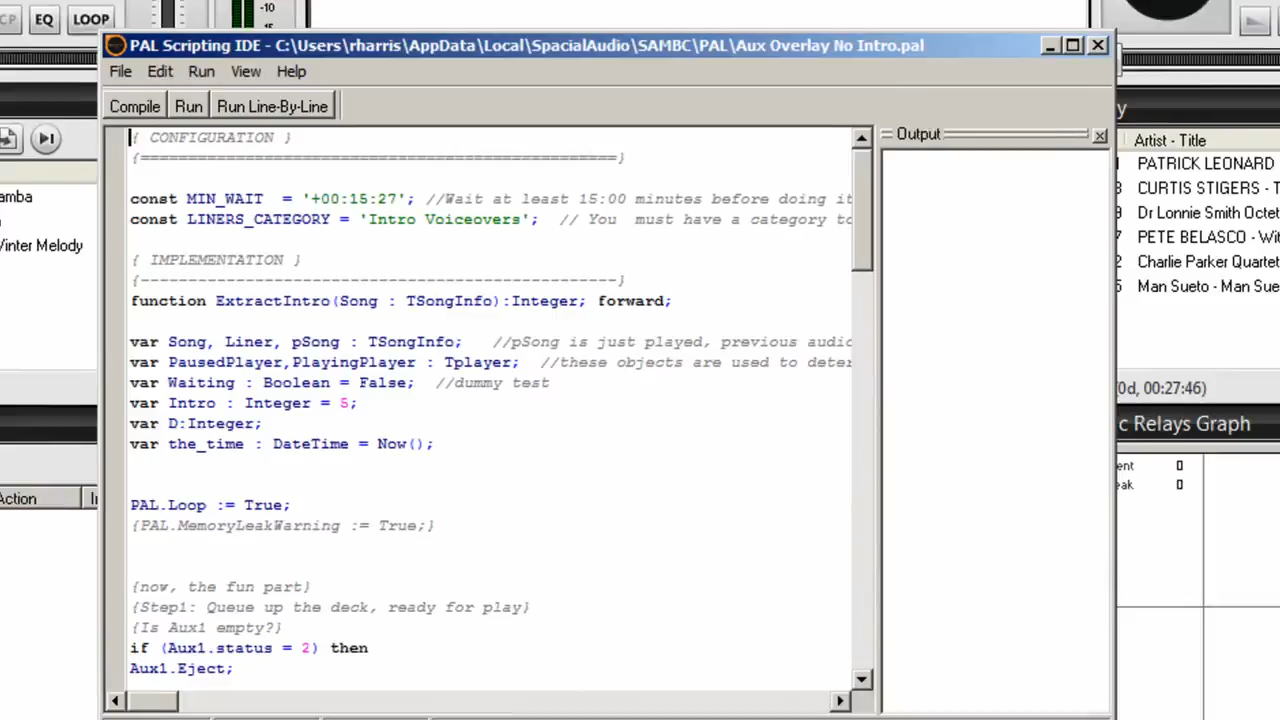 EQ
LOOP
-10
PAL Scripting IDE - C:\Users\rharris\AppData\Local\SpacialAudio\SAMBC\PAL\Aux Overlay No Intro.pal
File Edit Run View Help
Compile Run Run Line-By-Line
{ CONFIGURATION }
{==================================================}
const MIN_WAIT = '+00:15:27'; //Wait at least 15:00 minutes before doing it
const LINERS_CATEGORY = 'Intro Voiceovers'; // You must have a category to
{ IMPLEMENTATION }
{--------------------------------------------------}
function ExtractIntro(Song : TSongInfo):Integer; forward;
var Song, Liner, pSong : TSongInfo; //pSong is just played, previous audio
var PausedPlayer,PlayingPlayer : Tplayer; //these objects are used to deter
var Waiting : Boolean = False; //dummy test
var Intro : Integer = 5;
var D:Integer;
var the_time : DateTime = Now();
PAL.Loop := True;
{PAL.MemoryLeakWarning := True;}
{now, the fun part}
{Step1: Queue up the deck, ready for play}
{Is Aux1 empty?}
if (Aux1.status = 2) then
Aux1.Eject;
Output
Artist - Title
PATRICK LEONARD
CURTIS STIGERS - T
Dr Lonnie Smith Octet
PETE BELASCO - Wit
Charlie Parker Quartet
Man Sueto - Man Sue
0d, 00:27:46)
c Relays Graph
ent 0
eak 0
amba
Winter Melody
Action